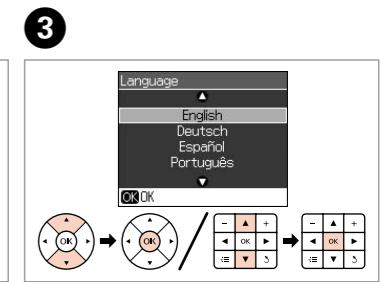 3
Language
English
Deutsch
Español
Português
OK OK
OK OK - + OK - + OK